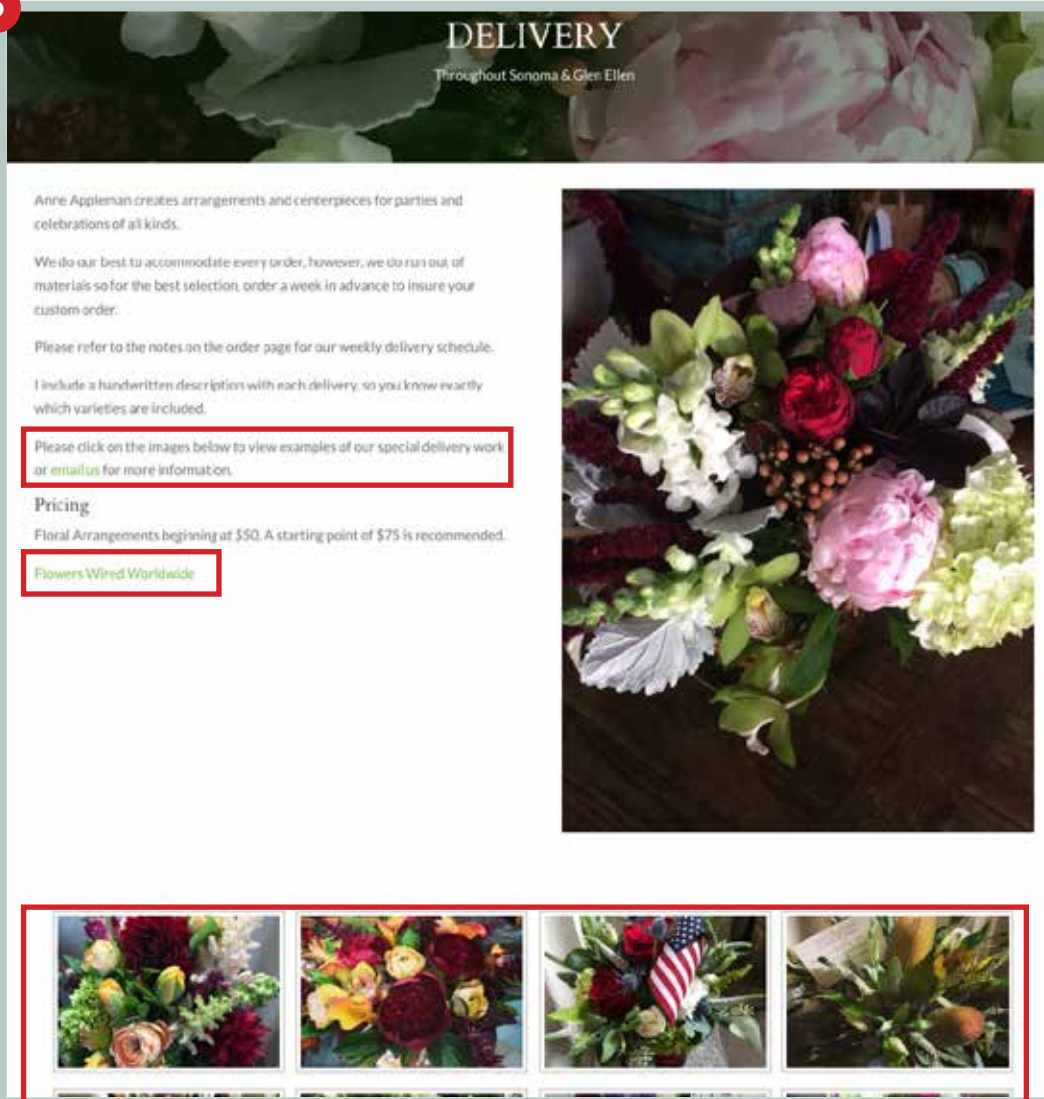 DELIVERY
Throughout Sonoma & Glen Ellen
Anne Appleman creates arrangements and centerpieces for parties and
celebrations of all kinds.
We do our best to accommodate every order, however, we do run out of
materials so for the best selection, order a week in advance to insure your
custom order.
Please refer to the notes on the order page for our weekly delivery schedule.
I include a handwritten description with each delivery, so you know exactly
which varieties are included.
Please click on the images below to view examples of our special delivery work
or email us for more information.
Pricing
Floral Arrangements beginning at $50. A starting point of $75 is recommended.
Flowers Wired Worldwide